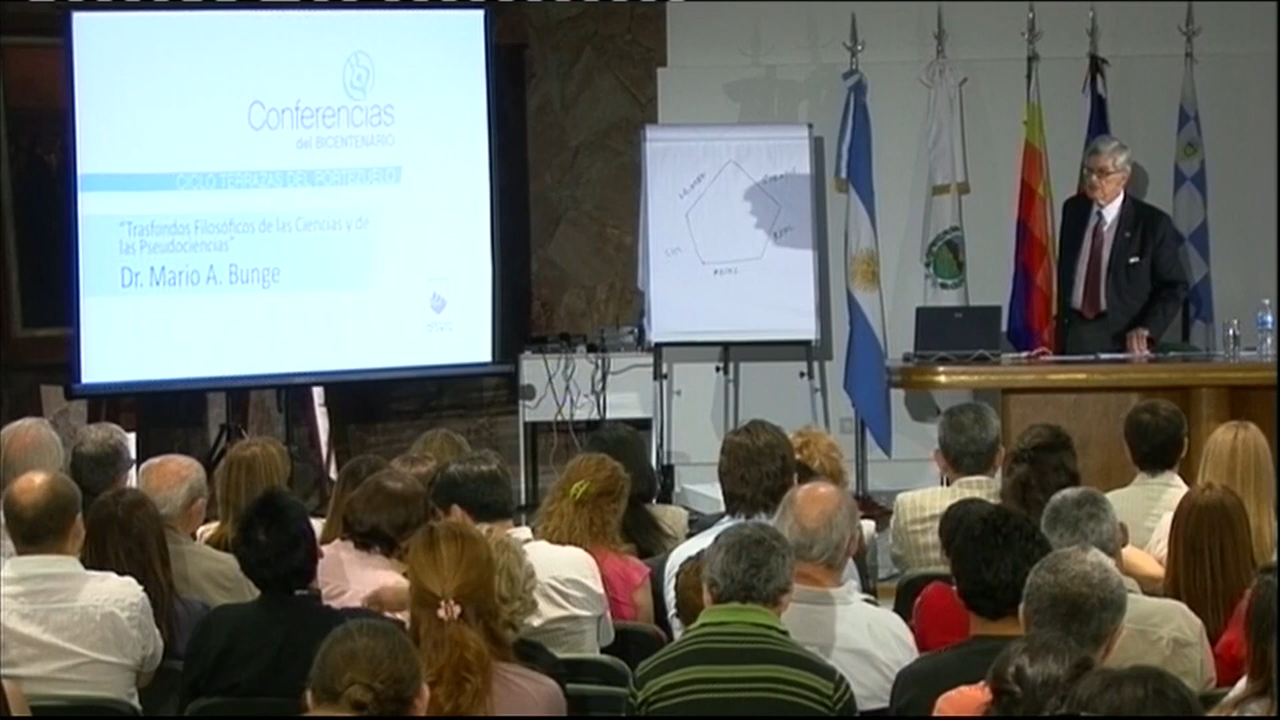 Conferencias
del BICENTENARIO
CICLO TERRAZAS DEL PORTEZUELO
"Trasfondos Filosóficos de las Ciencias y de
las Pseudociencias"
Dr. Mario A. Bunge